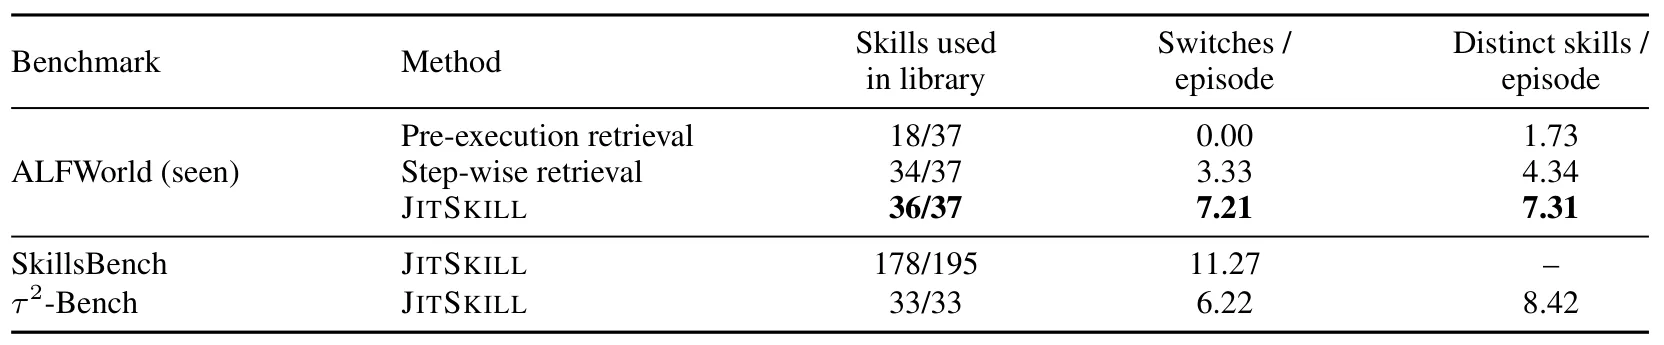 Benchmark Method Skills used in library Switches / episode Distinct skills / episode
Pre-execution retrieval 18/37 0.00 1.73
ALFWorld (seen) Step-wise retrieval 34/37 3.33 4.34
JITSKILL 36/37 7.21 7.31
SkillsBench JITSKILL 178/195 11.27 –
τ²-Bench JITSKILL 33/33 6.22 8.42